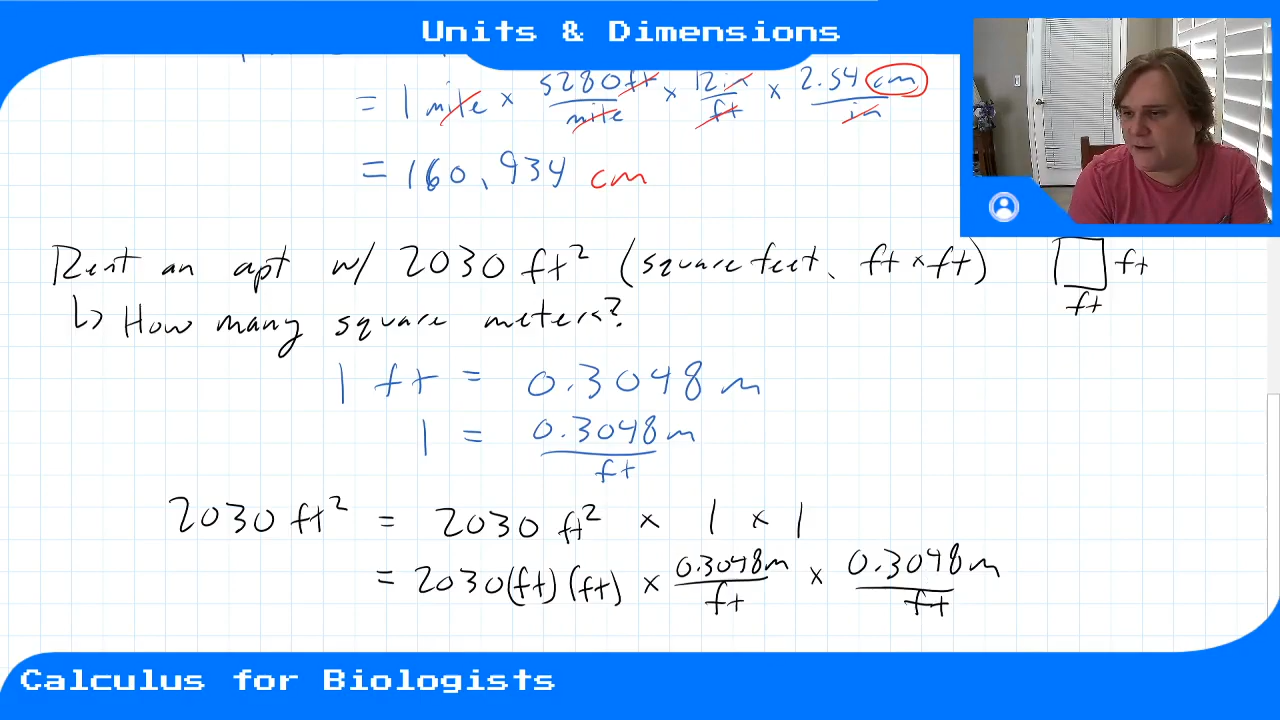 Units & Dimensions
= 1 mile × 5280 ft/mile × 12 in/ft × 2.54 cm/in
= 160,934 cm
Rent an apt w/ 2030 ft² (square feet, ft × ft) ft
ft
↳ How many square meters?
1 ft = 0.3048 m
1 = 0.3048 m/ft
2030 ft² = 2030 ft² × 1 × 1
= 2030(ft)(ft) × 0.3048m/ft × 0.3048m/ft
Calculus for Biologists